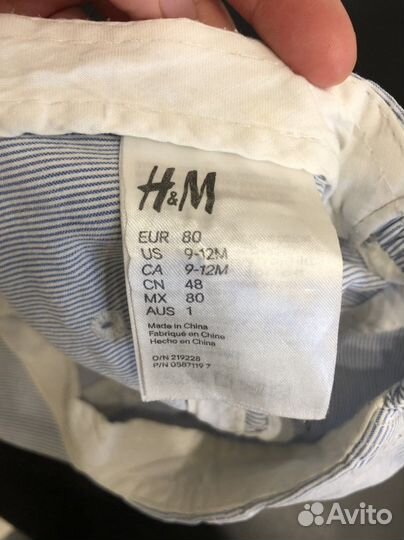 H&M
EUR 80
US 9-12M
CA 9-12M
CN 48
MX 80
AUS 1
Made in China
Fabriqué en Chine
Hecho en China
O/N 219228
P/N 0587119 7
Avito